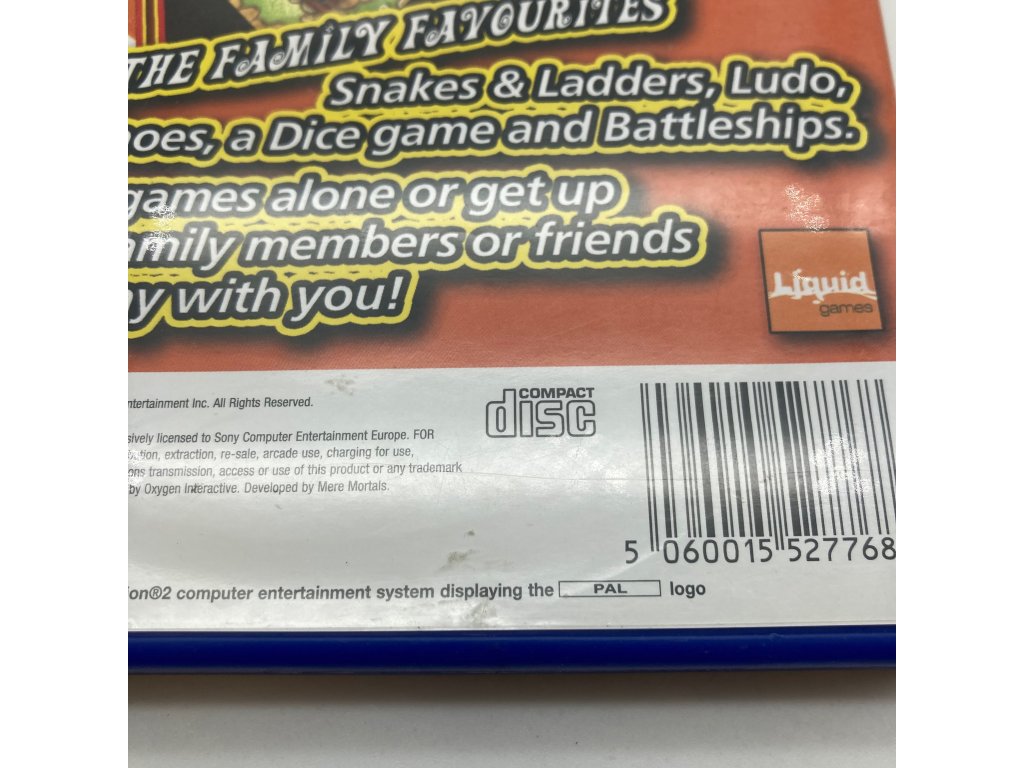 THE FAMILY FAVOURITES
Snakes & Ladders, Ludo,
oes, a Dice game and Battleships.
games alone or get up
amily members or friends
y with you!
Liquid
games
ntertainment Inc. All Rights Reserved.
COMPACT
disc
sively licensed to Sony Computer Entertainment Europe. FOR
bution, extraction, re-sale, arcade use, charging for use,
ons transmission, access or use of this product or any trademark
by Oxygen Interactive. Developed by Mere Mortals.
5 060015 527768
ion®2 computer entertainment system displaying the PAL logo